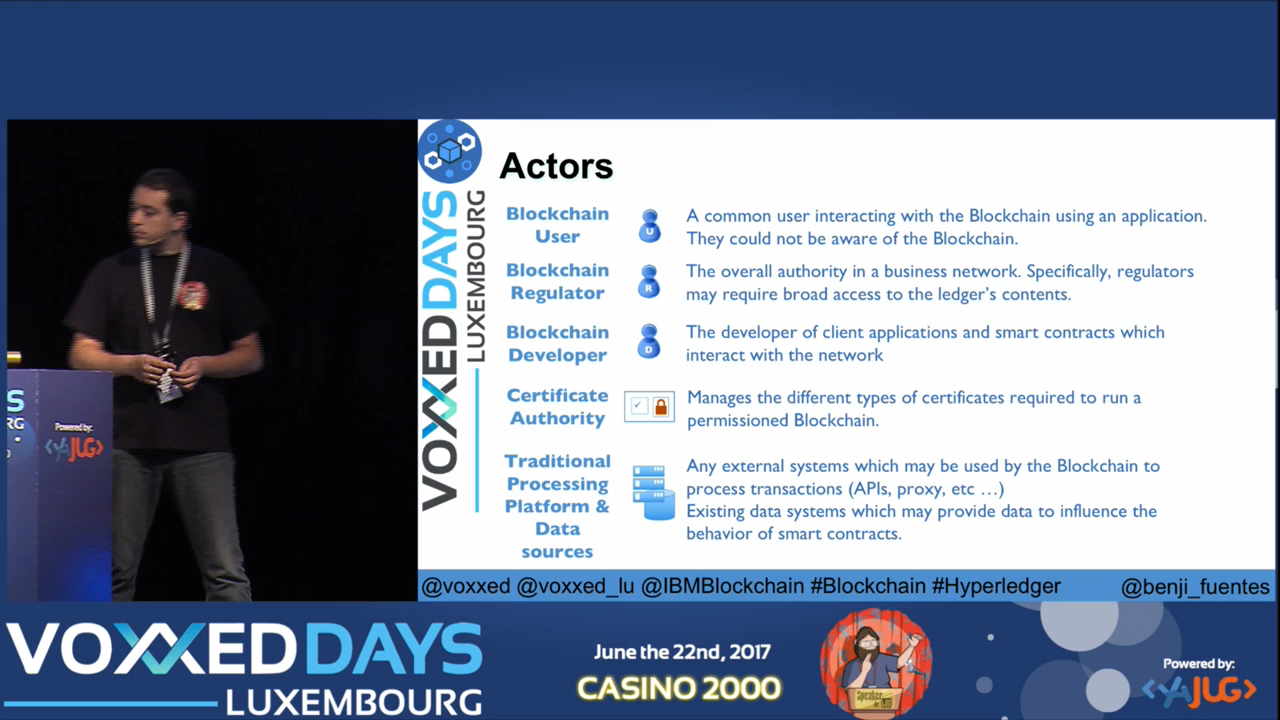 Actors
Blockchain
User
U
A common user interacting with the Blockchain using an application.
They could not be aware of the Blockchain.
Blockchain
Regulator
R
The overall authority in a business network. Specifically, regulators
may require broad access to the ledger's contents.
Blockchain
Developer
D
The developer of client applications and smart contracts which
interact with the network
Certificate
Authority
Manages the different types of certificates required to run a
permissioned Blockchain.
Traditional
Processing
Platform &
Data
sources
Any external systems which may be used by the Blockchain to
process transactions (APIs, proxy, etc …)
Existing data systems which may provide data to influence the
behavior of smart contracts.
VOXXED DAYS
LUXEMBOURG
@voxxed @voxxed_lu @IBMBlockchain #Blockchain #Hyperledger
@benji_fuentes
S
RG
Powered by:
YAJUG
VOXXED DAYS
LUXEMBOURG
June the 22nd, 2017
CASINO 2000
Speaker
Powered by:
YAJUG